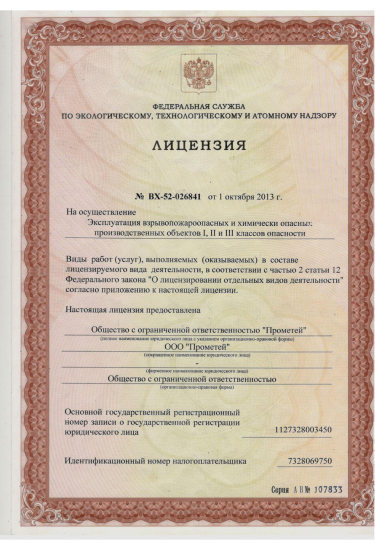 ФЕДЕРАЛЬНАЯ СЛУЖБА
ПО ЭКОЛОГИЧЕСКОМУ, ТЕХНОЛОГИЧЕСКОМУ И АТОМНОМУ НАДЗОРУ
ЛИЦЕНЗИЯ
№ ВХ-52-026841 от 1 октября 2013 г.
На осуществление
Эксплуатация взрывопожароопасных и химически опасных
производственных объектов I, II и III классов опасности
Виды работ (услуг), выполняемых (оказываемых) в составе
лицензируемого вида деятельности, в соответствии с частью 2 статьи 12
Федерального закона "О лицензировании отдельных видов деятельности"
согласно приложению к настоящей лицензии.
Настоящая лицензия предоставлена
Общество с ограниченной ответственностью "Прометей"
(полное наименование юридического лица с указанием организационно-правовой формы)
ООО "Прометей"
(сокращенное наименование юридического лица)
-
(фирменное наименование юридического лица)
Общество с ограниченной ответственностью
(организационно-правовая форма)
Основной государственный регистрационный
номер записи о государственной регистрации
юридического лица 1127328003450
Идентификационный номер налогоплательщика 7328069750
Серия А В № 107833